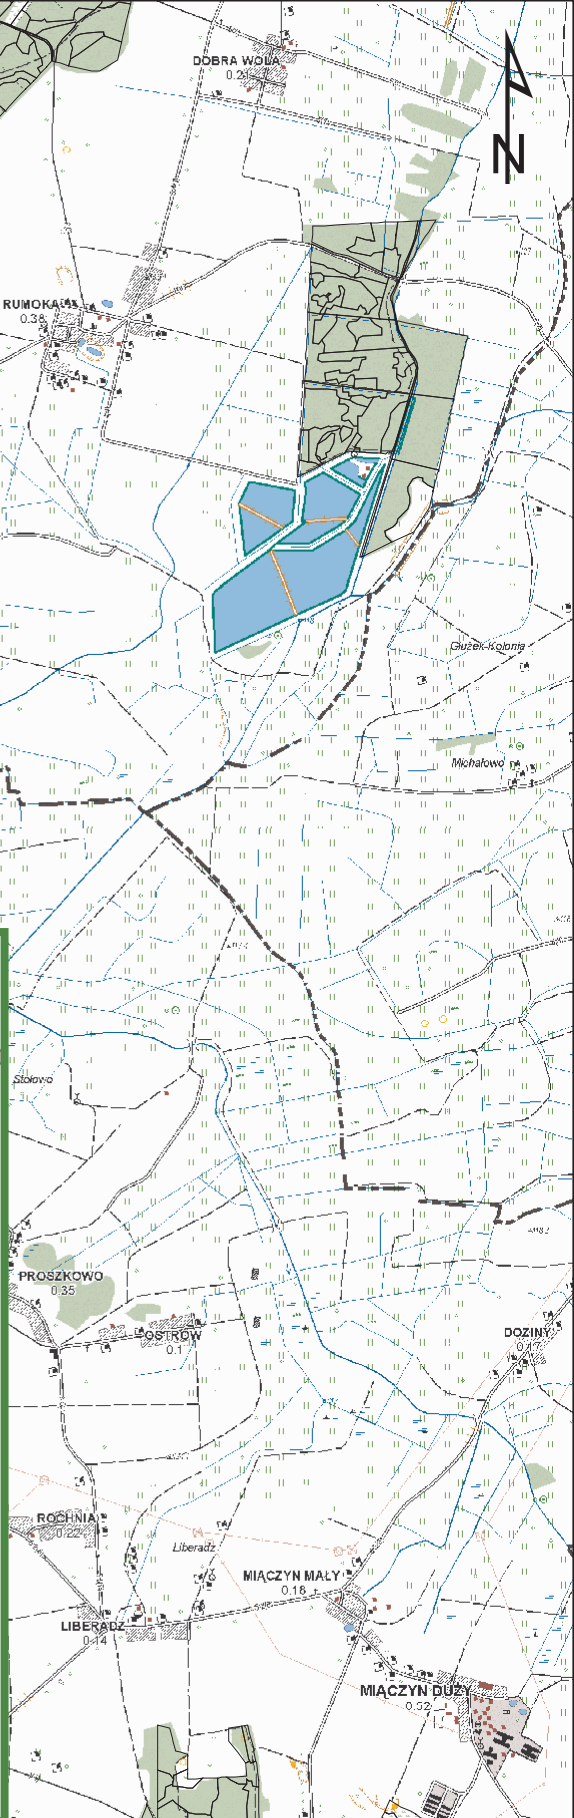 DOBRA WOLA
0.21
N
RUMOKA
0.38
Głużek-Kolonia
Michałowo
Stołowo
PROSZKOWO
0.35
OSTRÓW
0.1
DOZINY
0.17
ROCHNIA
0.22
Liberadz
MIĄCZYN MAŁY
0.18
LIBERADZ
0.14
MIĄCZYN DUŻY
0.52